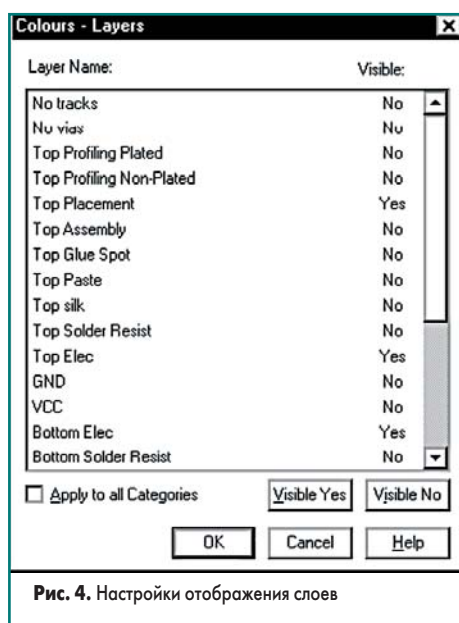 Colours - Layers
Layer Name: Visible:
No tracks No
No vias No
Top Profiling Plated No
Top Profiling Non-Plated No
Top Placement Yes
Top Assembly No
Top Glue Spot No
Top Paste No
Top silk No
Top Solder Resist No
Top Elec Yes
GND No
VCC No
Bottom Elec Yes
Bottom Solder Resist No
Apply to all Categories Visible Yes Visible No
OK Cancel Help
Рис. 4. Настройки отображения слоев